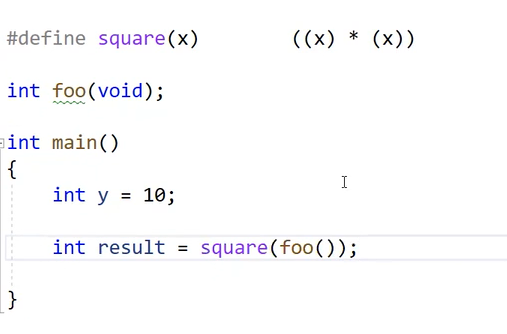 #define square(x)        ((x) * (x))
int foo(void);
int main()
{
    int y = 10;
    int result = square(foo());
}